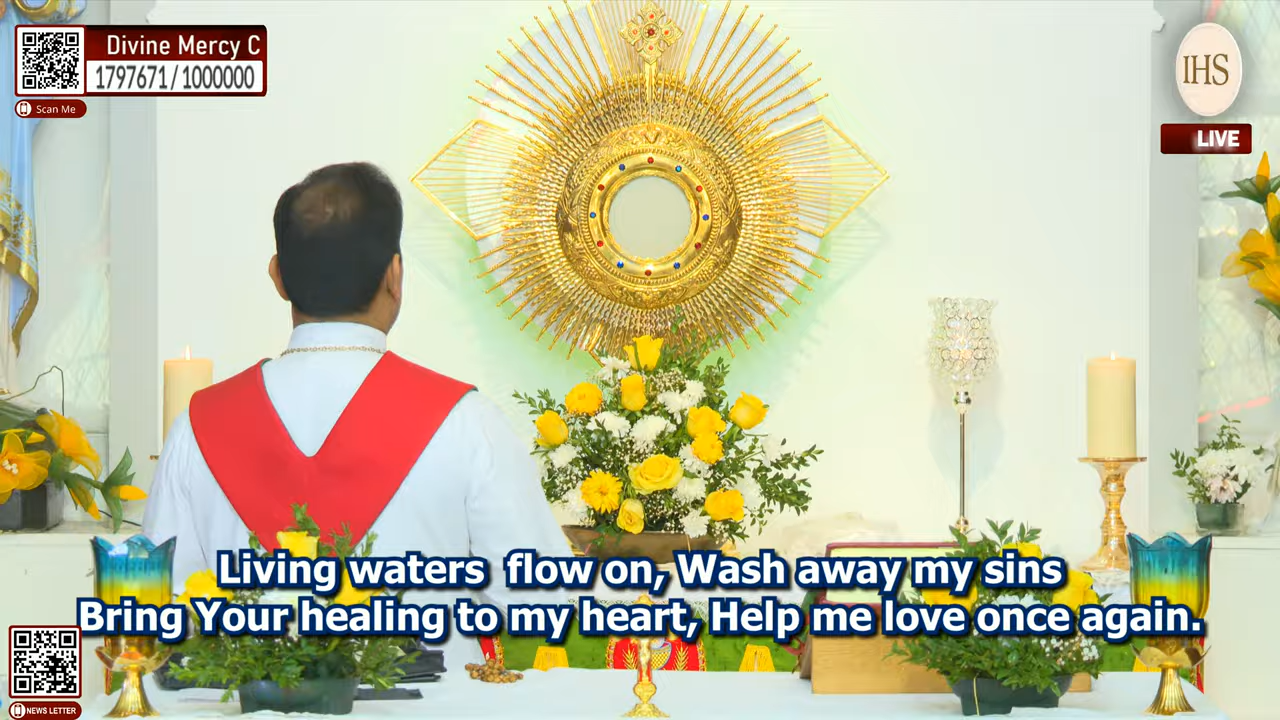 Divine Mercy C
1797671/1000000
Scan Me
IHS
LIVE
Living waters flow on, Wash away my sins
Bring Your healing to my heart, Help me love once again.
NEWS LETTER